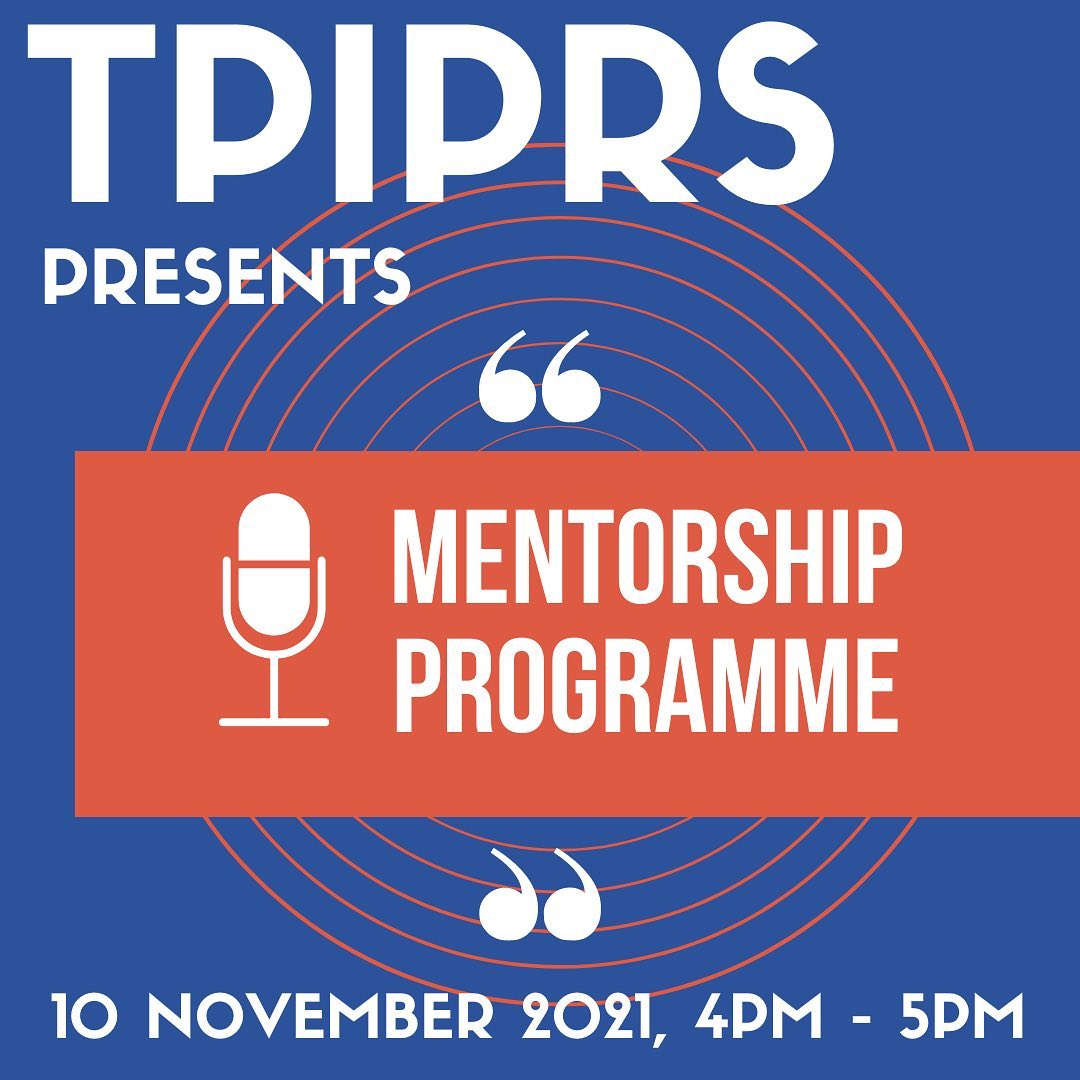 TPIPRS
PRESENTS
“
MENTORSHIP
PROGRAMME
”
10 NOVEMBER 2021, 4PM - 5PM